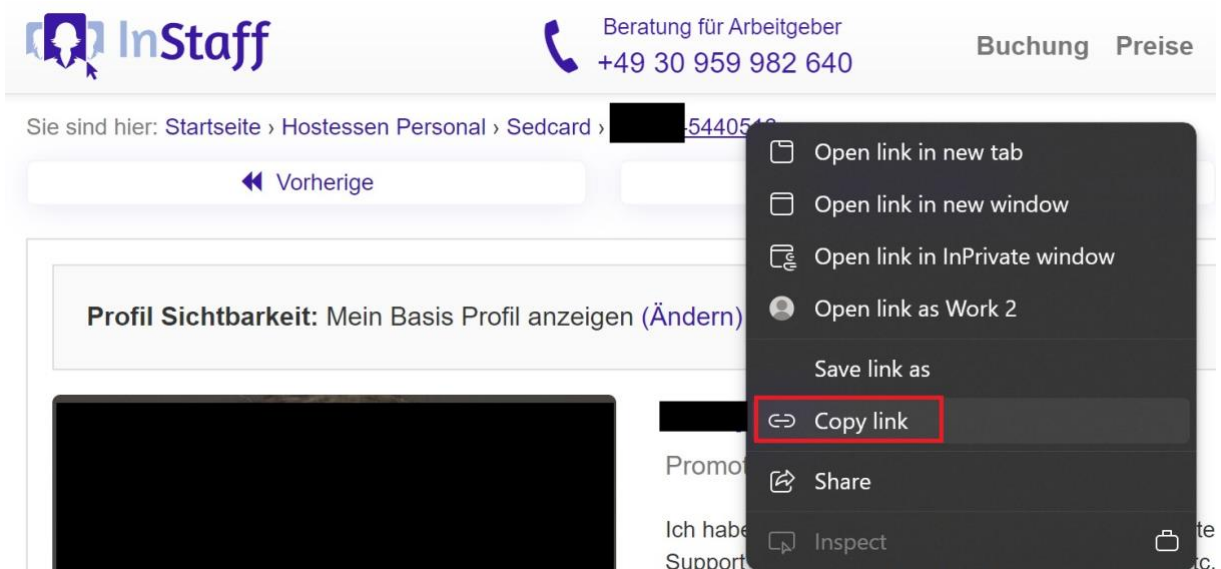 InStaff
Beratung für Arbeitgeber
+49 30 959 982 640
Buchung Preise
Sie sind hier: Startseite › Hostessen Personal › Sedcard ›
Vorherige
Profil Sichtbarkeit: Mein Basis Profil anzeigen (Ändern)
Ich habe
Support
Open link in new tab
Open link in new window
Open link in InPrivate window
Open link as Work 2
Save link as
Copy link
Share
Inspect